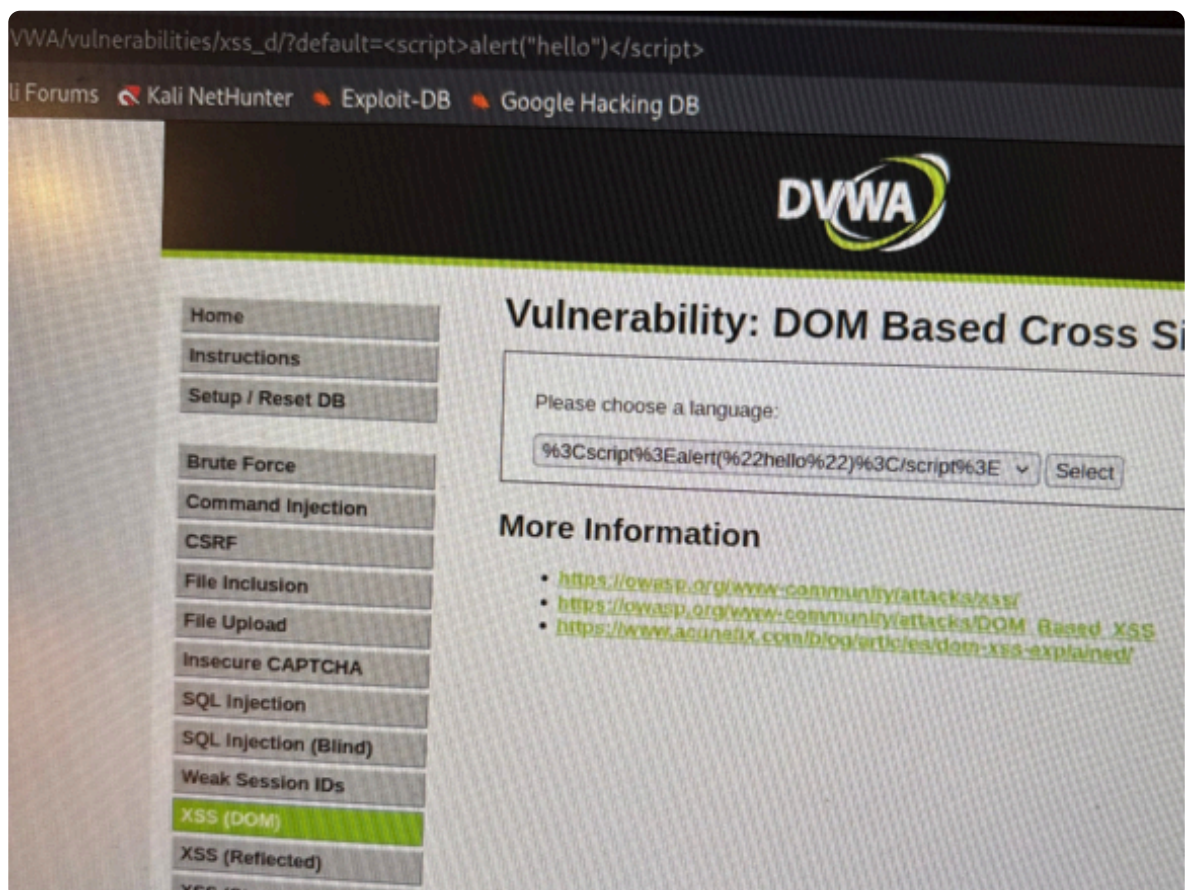 VWA/vulnerabilities/xss_d/?default=<script>alert("hello")</script>
li Forums Kali NetHunter Exploit-DB Google Hacking DB
DVWA
Home
Instructions
Setup / Reset DB
Brute Force
Command Injection
CSRF
File Inclusion
File Upload
Insecure CAPTCHA
SQL Injection
SQL Injection (Blind)
Weak Session IDs
XSS (DOM)
XSS (Reflected)
Vulnerability: DOM Based Cross Si
Please choose a language:
%3Cscript%3Ealert(%22hello%22)%3C/script%3E Select
More Information
https://owasp.org/www-community/attacks/xss/
https://owasp.org/www-community/attacks/DOM_Based_XSS
https://www.acunetix.com/blog/articles/dom-xss-explained/